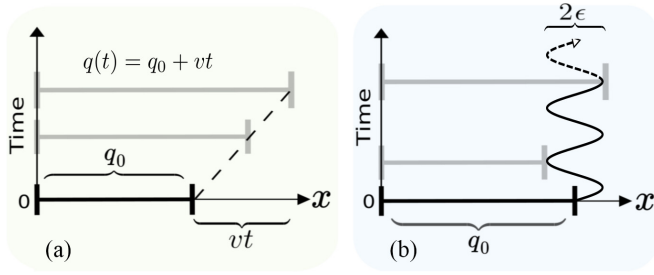 q(t) = q₀ + vt
Time
q₀
0
x
(a)
vt
2ϵ
Time
0
x
(b)
q₀